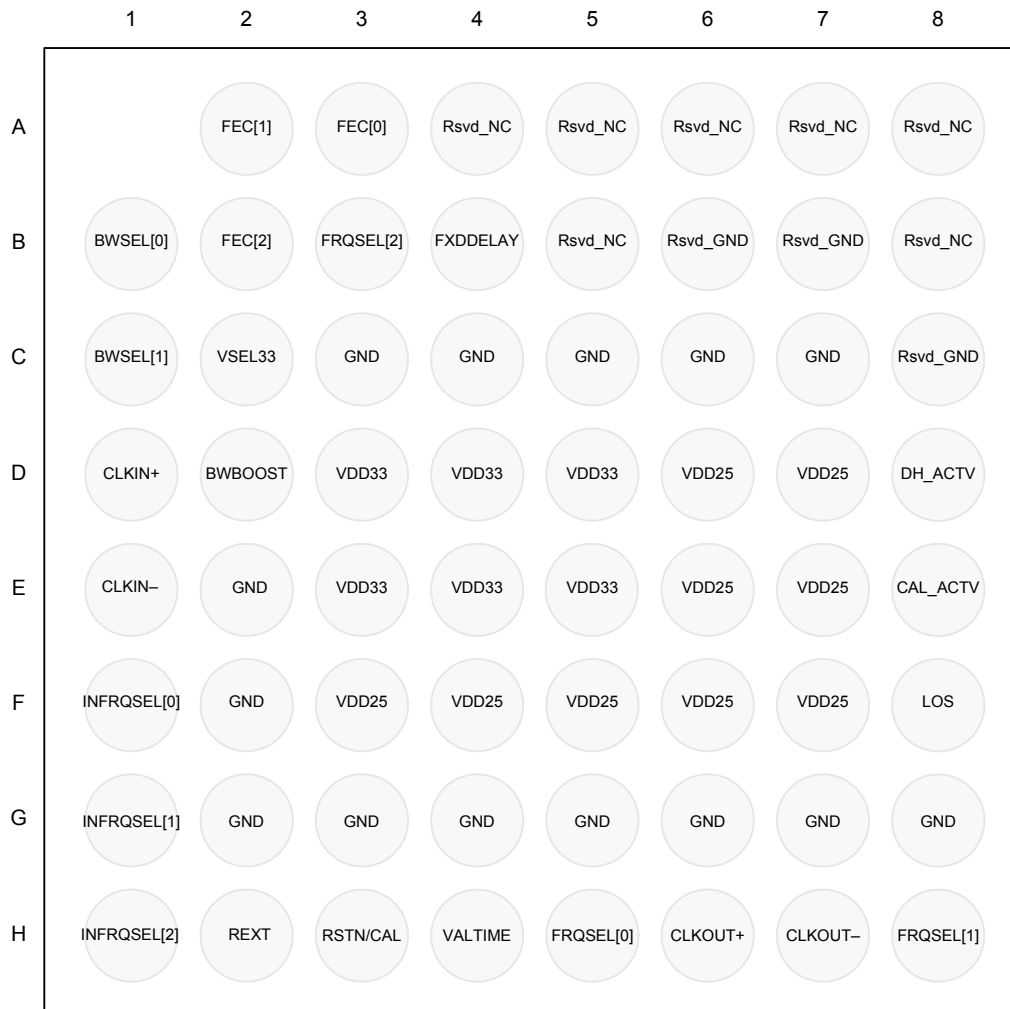 1 2 3 4 5 6 7 8
A FEC[1] FEC[0] Rsvd_NC Rsvd_NC Rsvd_NC Rsvd_NC Rsvd_NC
B BWSEL[0] FEC[2] FRQSEL[2] FXDDELAY Rsvd_NC Rsvd_GND Rsvd_GND Rsvd_NC
C BWSEL[1] VSEL33 GND GND GND GND GND Rsvd_GND
D CLKIN+ BWBOOST VDD33 VDD33 VDD33 VDD25 VDD25 DH_ACTV
E CLKIN– GND VDD33 VDD33 VDD33 VDD25 VDD25 CAL_ACTV
F INFRQSEL[0] GND VDD25 VDD25 VDD25 VDD25 VDD25 LOS
G INFRQSEL[1] GND GND GND GND GND GND GND
H INFRQSEL[2] REXT RSTN/CAL VALTIME FRQSEL[0] CLKOUT+ CLKOUT– FRQSEL[1]